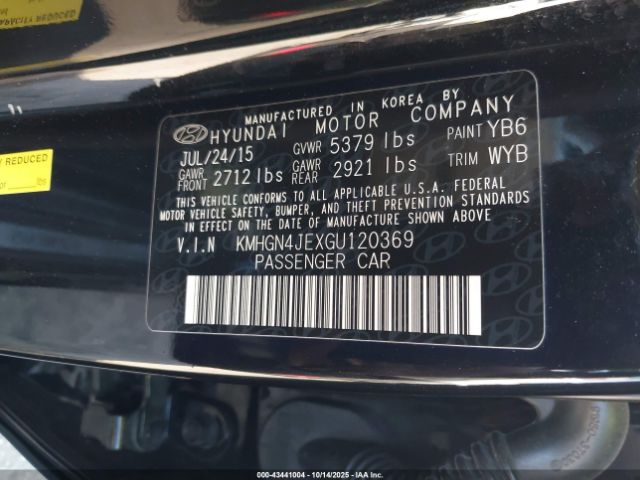 MANUFACTURED IN KOREA BY
HYUNDAI MOTOR COMPANY
JUL/24/15 GVWR 5379 lbs PAINT YB6
GAWR FRONT 2712 lbs GAWR REAR 2921 lbs TRIM WYB
THIS VEHICLE CONFORMS TO ALL APPLICABLE U.S.A. FEDERAL
MOTOR VEHICLE SAFETY, BUMPER, AND THEFT PREVENTION STANDARDS
IN EFFECT ON THE DATE OF MANUFACTURE SHOWN ABOVE.
V.I.N KMHGN4JEXGU120369
PASSENGER CAR
REDUCED
lbs
CAPACITY REDUCED
00-43441004 | 10/14/2025 | IAA